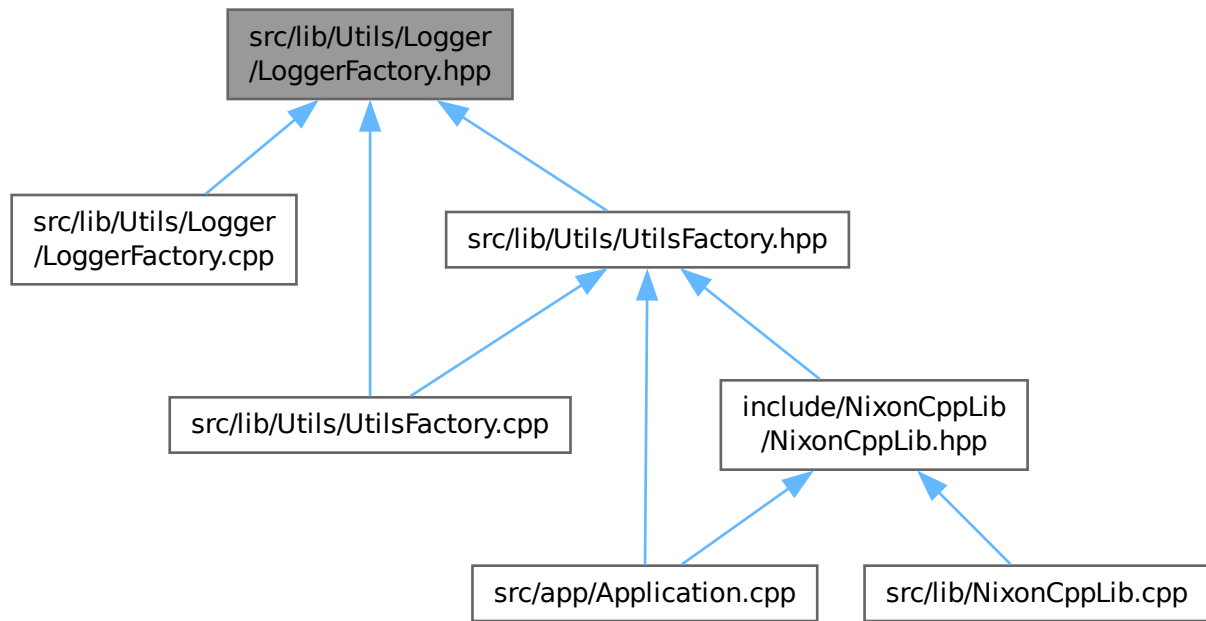 src/lib/Utils/Logger
/LoggerFactory.hpp
src/lib/Utils/Logger
/LoggerFactory.cpp
src/lib/Utils/UtilsFactory.hpp
src/lib/Utils/UtilsFactory.cpp
include/NixonCppLib
/NixonCppLib.hpp
src/app/Application.cpp
src/lib/NixonCppLib.cpp